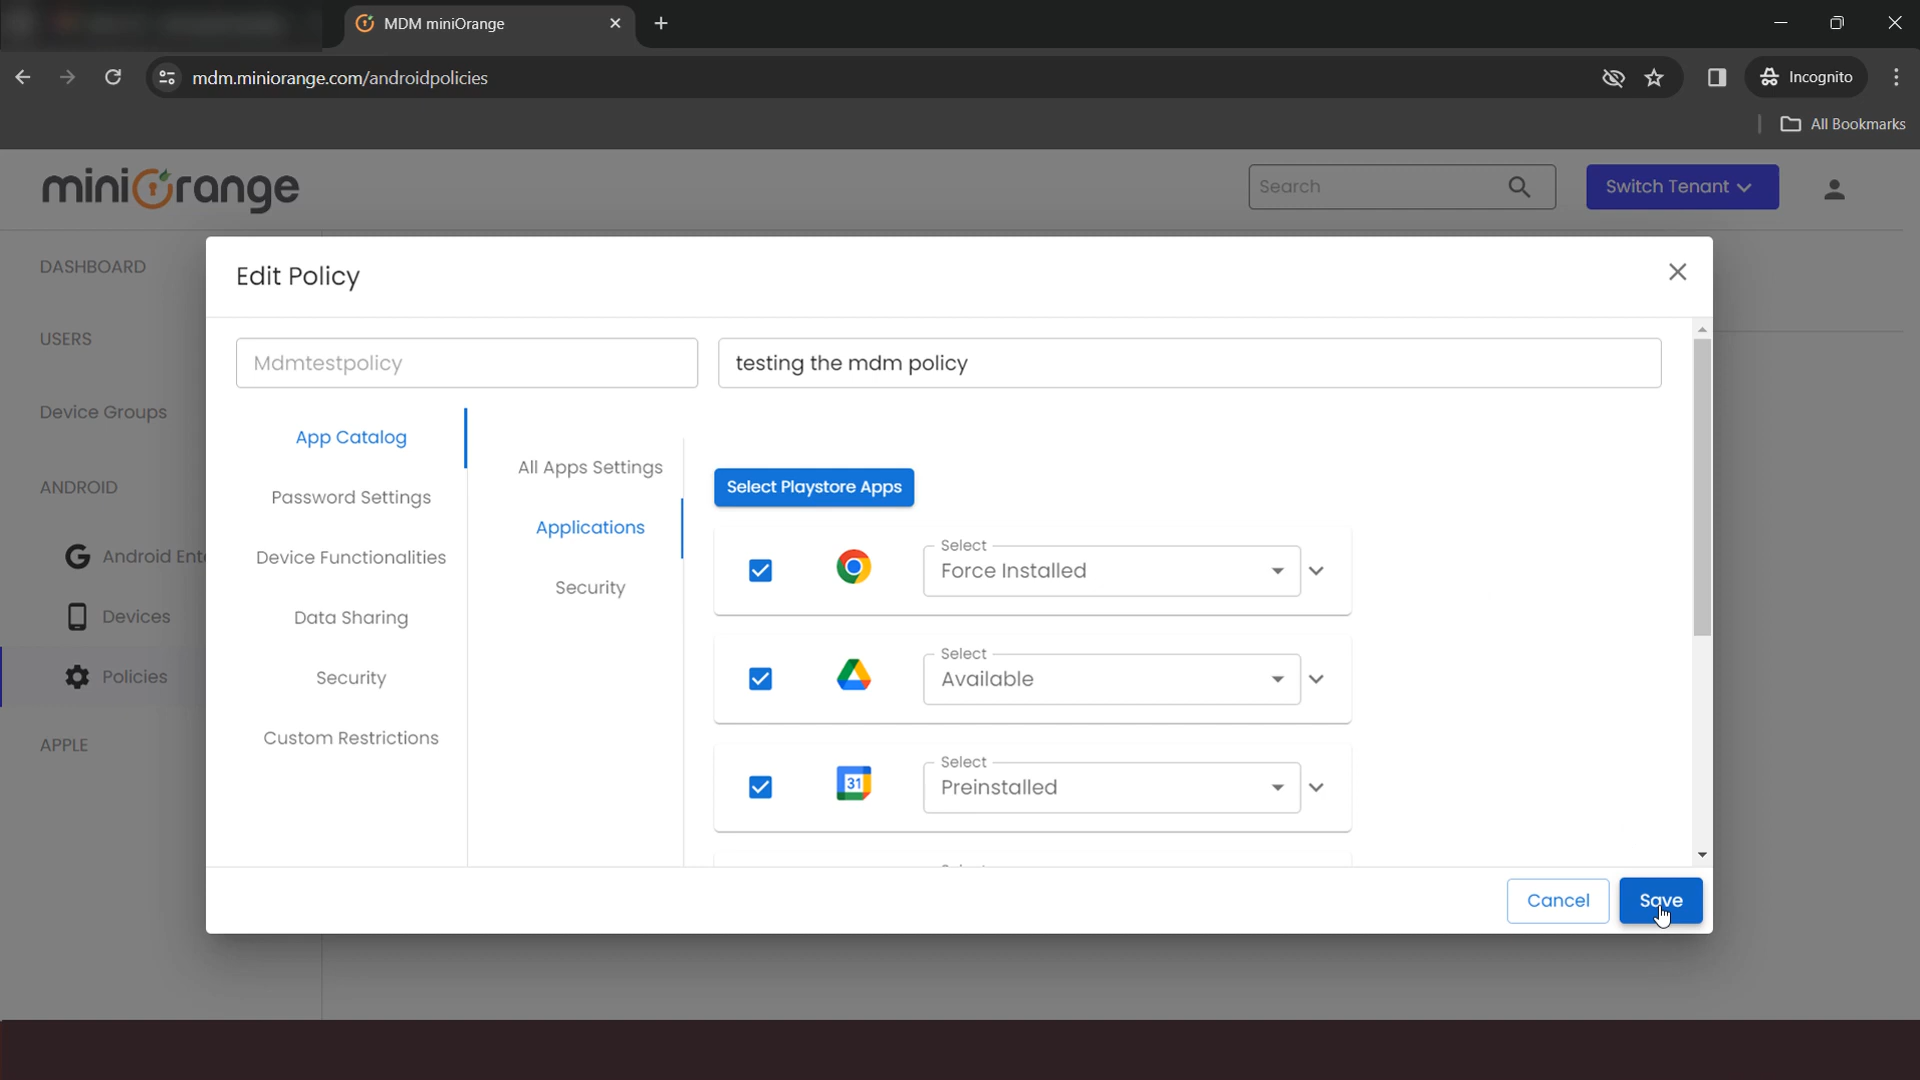 MDM miniOrange
mdm.miniorange.com/androidpolicies
Incognito
All Bookmarks
miniOrange
Search
Switch Tenant
DASHBOARD
USERS
Device Groups
ANDROID
Android Ent
Devices
Policies
APPLE
Edit Policy
Mdmtestpolicy
testing the mdm policy
App Catalog
Password Settings
Device Functionalities
Data Sharing
Security
Custom Restrictions
All Apps Settings
Applications
Security
Select Playstore Apps
Select
Force Installed
Select
Available
31
Select
Preinstalled
Cancel
Save